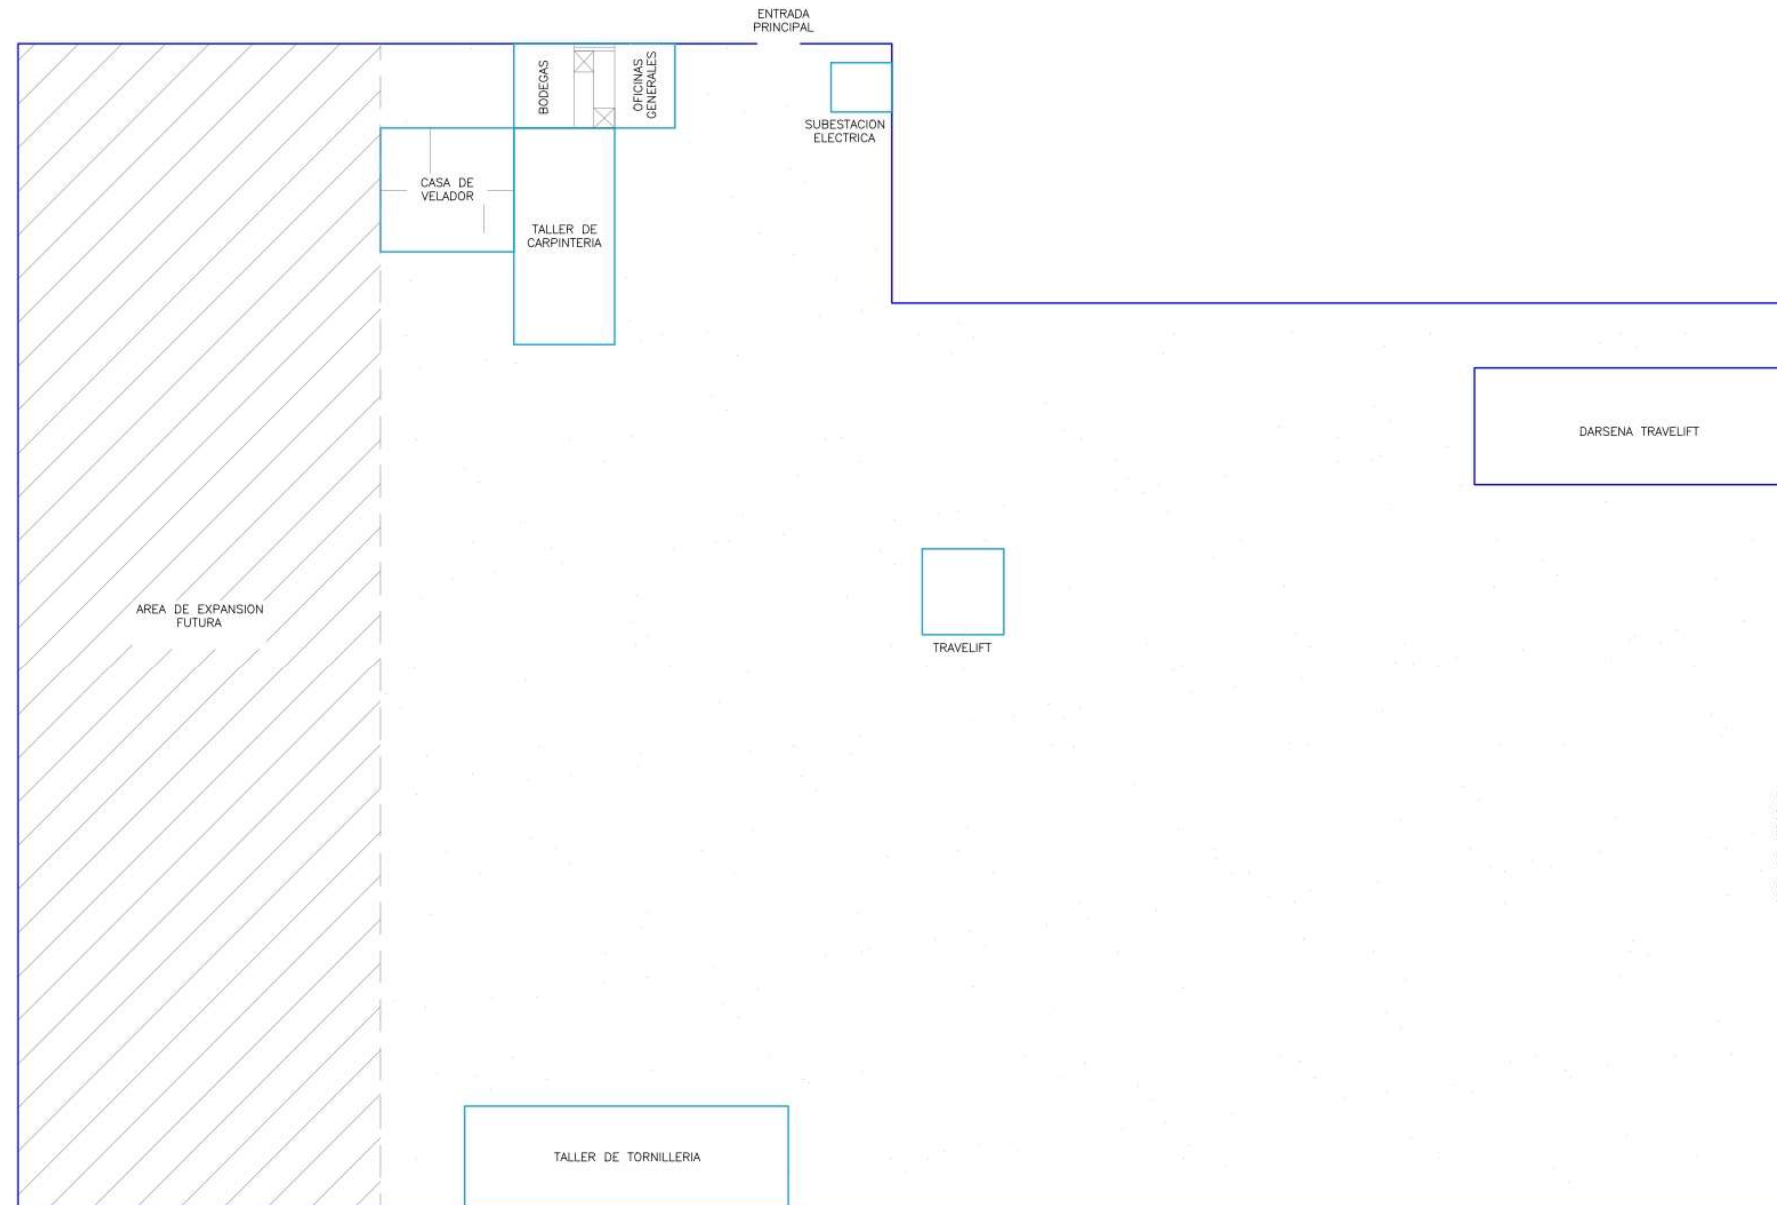 ENTRADA
PRINCIPAL
BODEGAS
OFICINAS
GENERALES
SUBESTACION
ELECTRICA
CASA DE
VELADOR
TALLER DE
CARPINTERIA
DARSENA TRAVELIFT
AREA DE EXPANSION
FUTURA
TRAVELIFT
TALLER DE TORNILLERIA